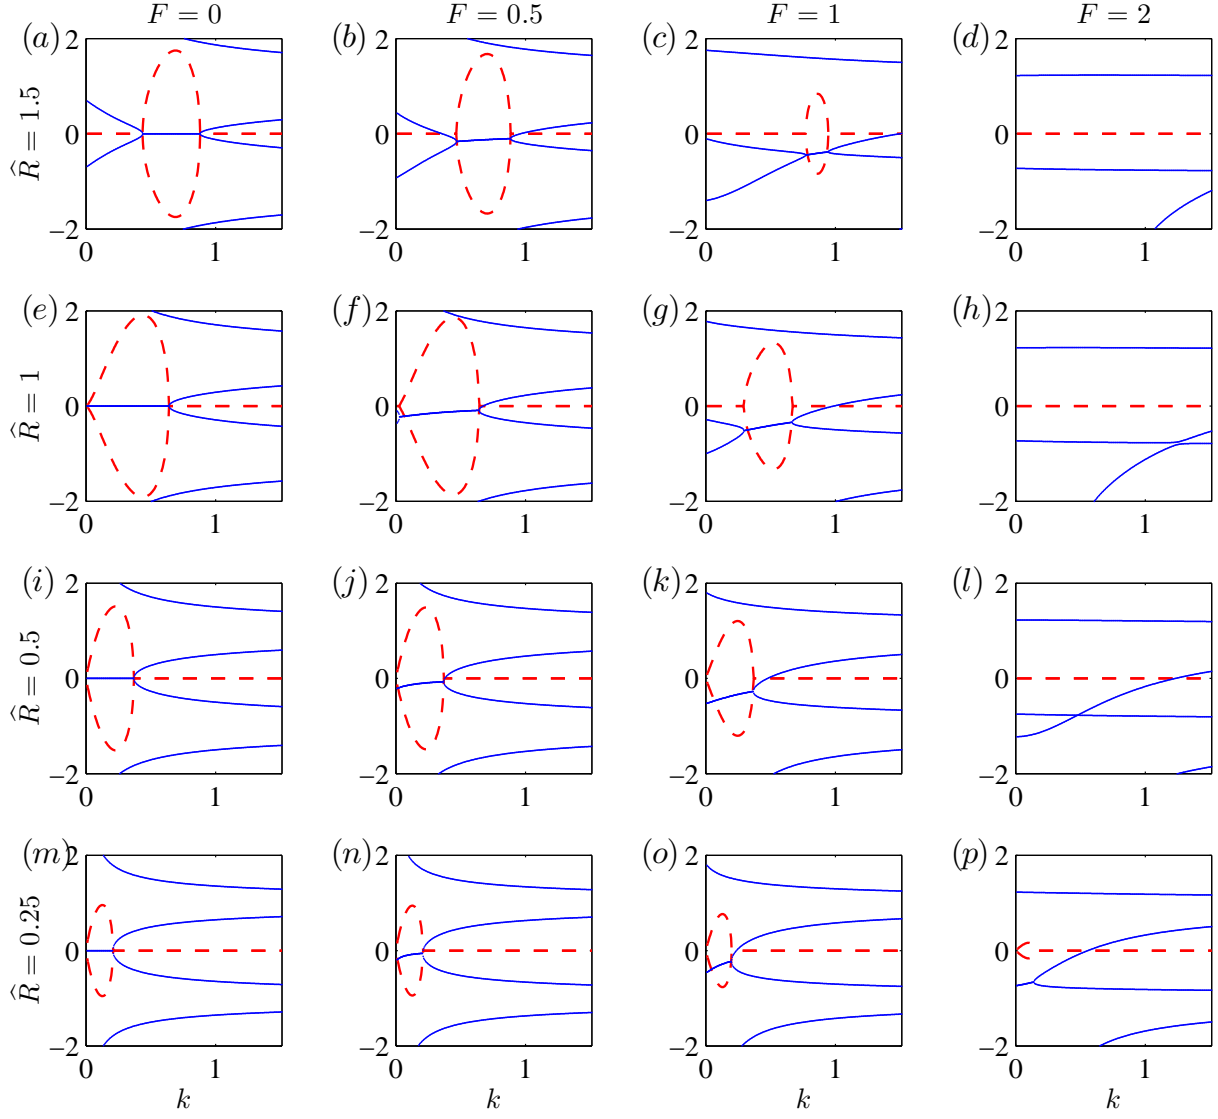 F = 0 F = 0.5 F = 1 F = 2
(a) (b) (c) (d)
R̂ = 1.5
2 0 −2 2 0 −2 2 0 −2 2 0 −2
0 1 0 1 0 1 0 1
(e) (f) (g) (h)
R̂ = 1
2 0 −2 2 0 −2 2 0 −2 2 0 −2
0 1 0 1 0 1 0 1
(i) (j) (k) (l)
R̂ = 0.5
2 0 −2 2 0 −2 2 0 −2 2 0 −2
0 1 0 1 0 1 0 1
(m) (n) (o) (p)
R̂ = 0.25
2 0 −2 2 0 −2 2 0 −2 2 0 −2
0 1 0 1 0 1 0 1
k k k k